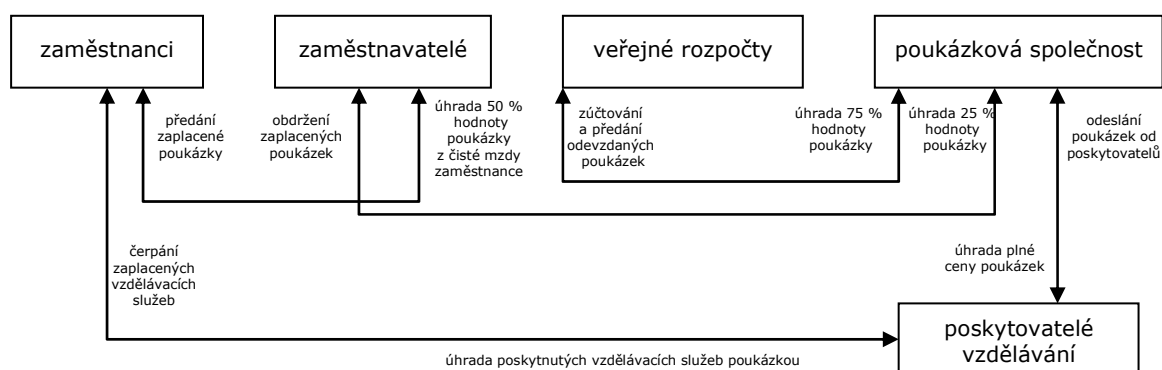 zaměstnanci
zaměstnavatelé
veřejné rozpočty
poukázková společnost
předání
zaplacené
poukázky
obdržení
zaplacených
poukázek
úhrada 50 %
hodnoty
poukázky
z čisté mzdy
zaměstnance
zúčtování
a předání
odevzdaných
poukázek
úhrada 75 %
hodnoty
poukázky
úhrada 25 %
hodnoty
poukázky
odeslání
poukázek od
poskytovatelů
čerpání
zaplacených
vzdělávacích
služeb
úhrada plné
ceny poukázek
poskytovatelé
vzdělávání
úhrada poskytnutých vzdělávacích služeb poukázkou